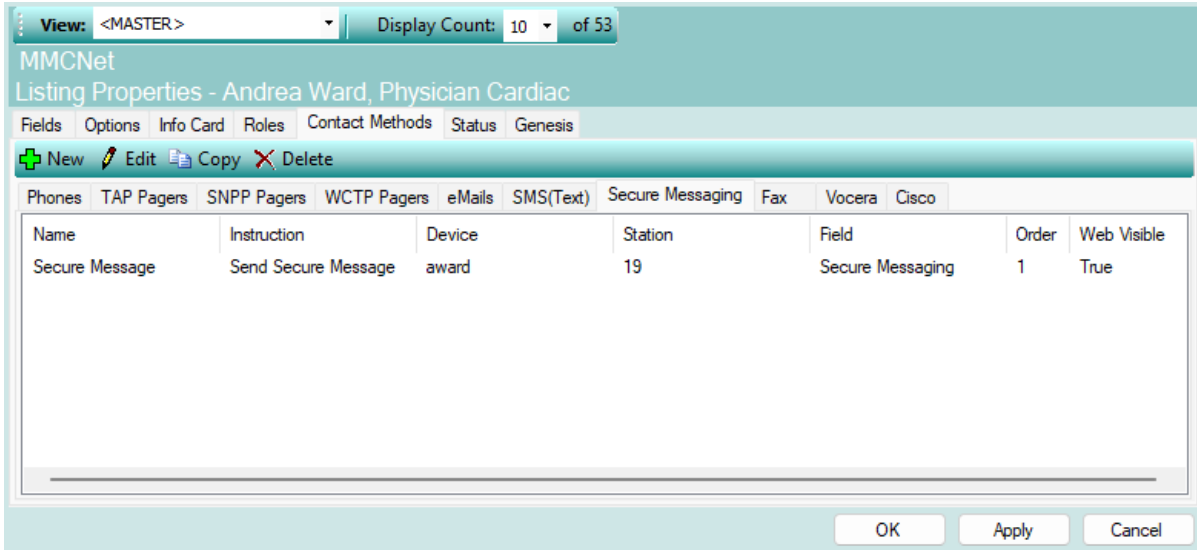 View: <MASTER> Display Count: 10 of 53
MMCNet
Listing Properties - Andrea Ward, Physician Cardiac
Fields Options Info Card Roles Contact Methods Status Genesis
New Edit Copy Delete
Phones TAP Pagers SNPP Pagers WCTP Pagers eMails SMS(Text) Secure Messaging Fax Vocera Cisco
Name Instruction Device Station Field Order Web Visible
Secure Message Send Secure Message award 19 Secure Messaging 1 True
OK Apply Cancel